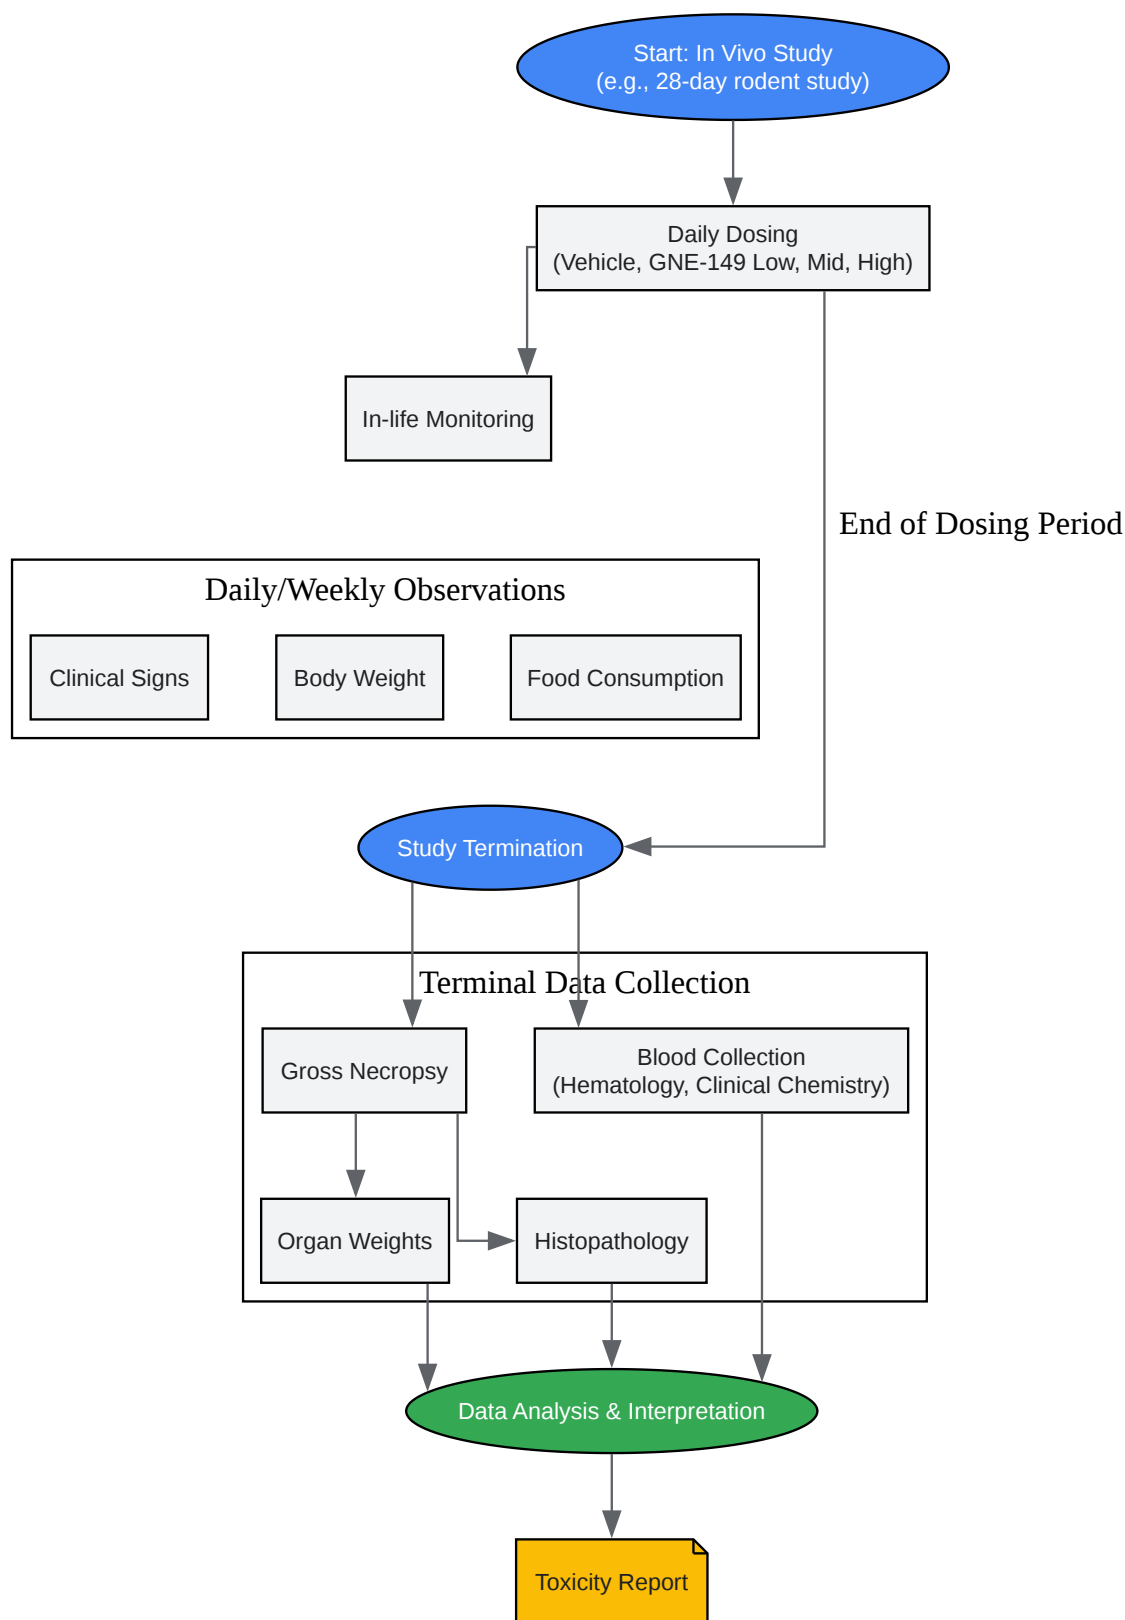 Start: In Vivo Study
(e.g., 28-day rodent study)
Daily Dosing
(Vehicle, GNE-149 Low, Mid, High)
In-life Monitoring
End of Dosing Period
Daily/Weekly Observations
Clinical Signs
Body Weight
Food Consumption
Study Termination
Terminal Data Collection
Gross Necropsy
Blood Collection
(Hematology, Clinical Chemistry)
Organ Weights
Histopathology
Data Analysis & Interpretation
Toxicity Report